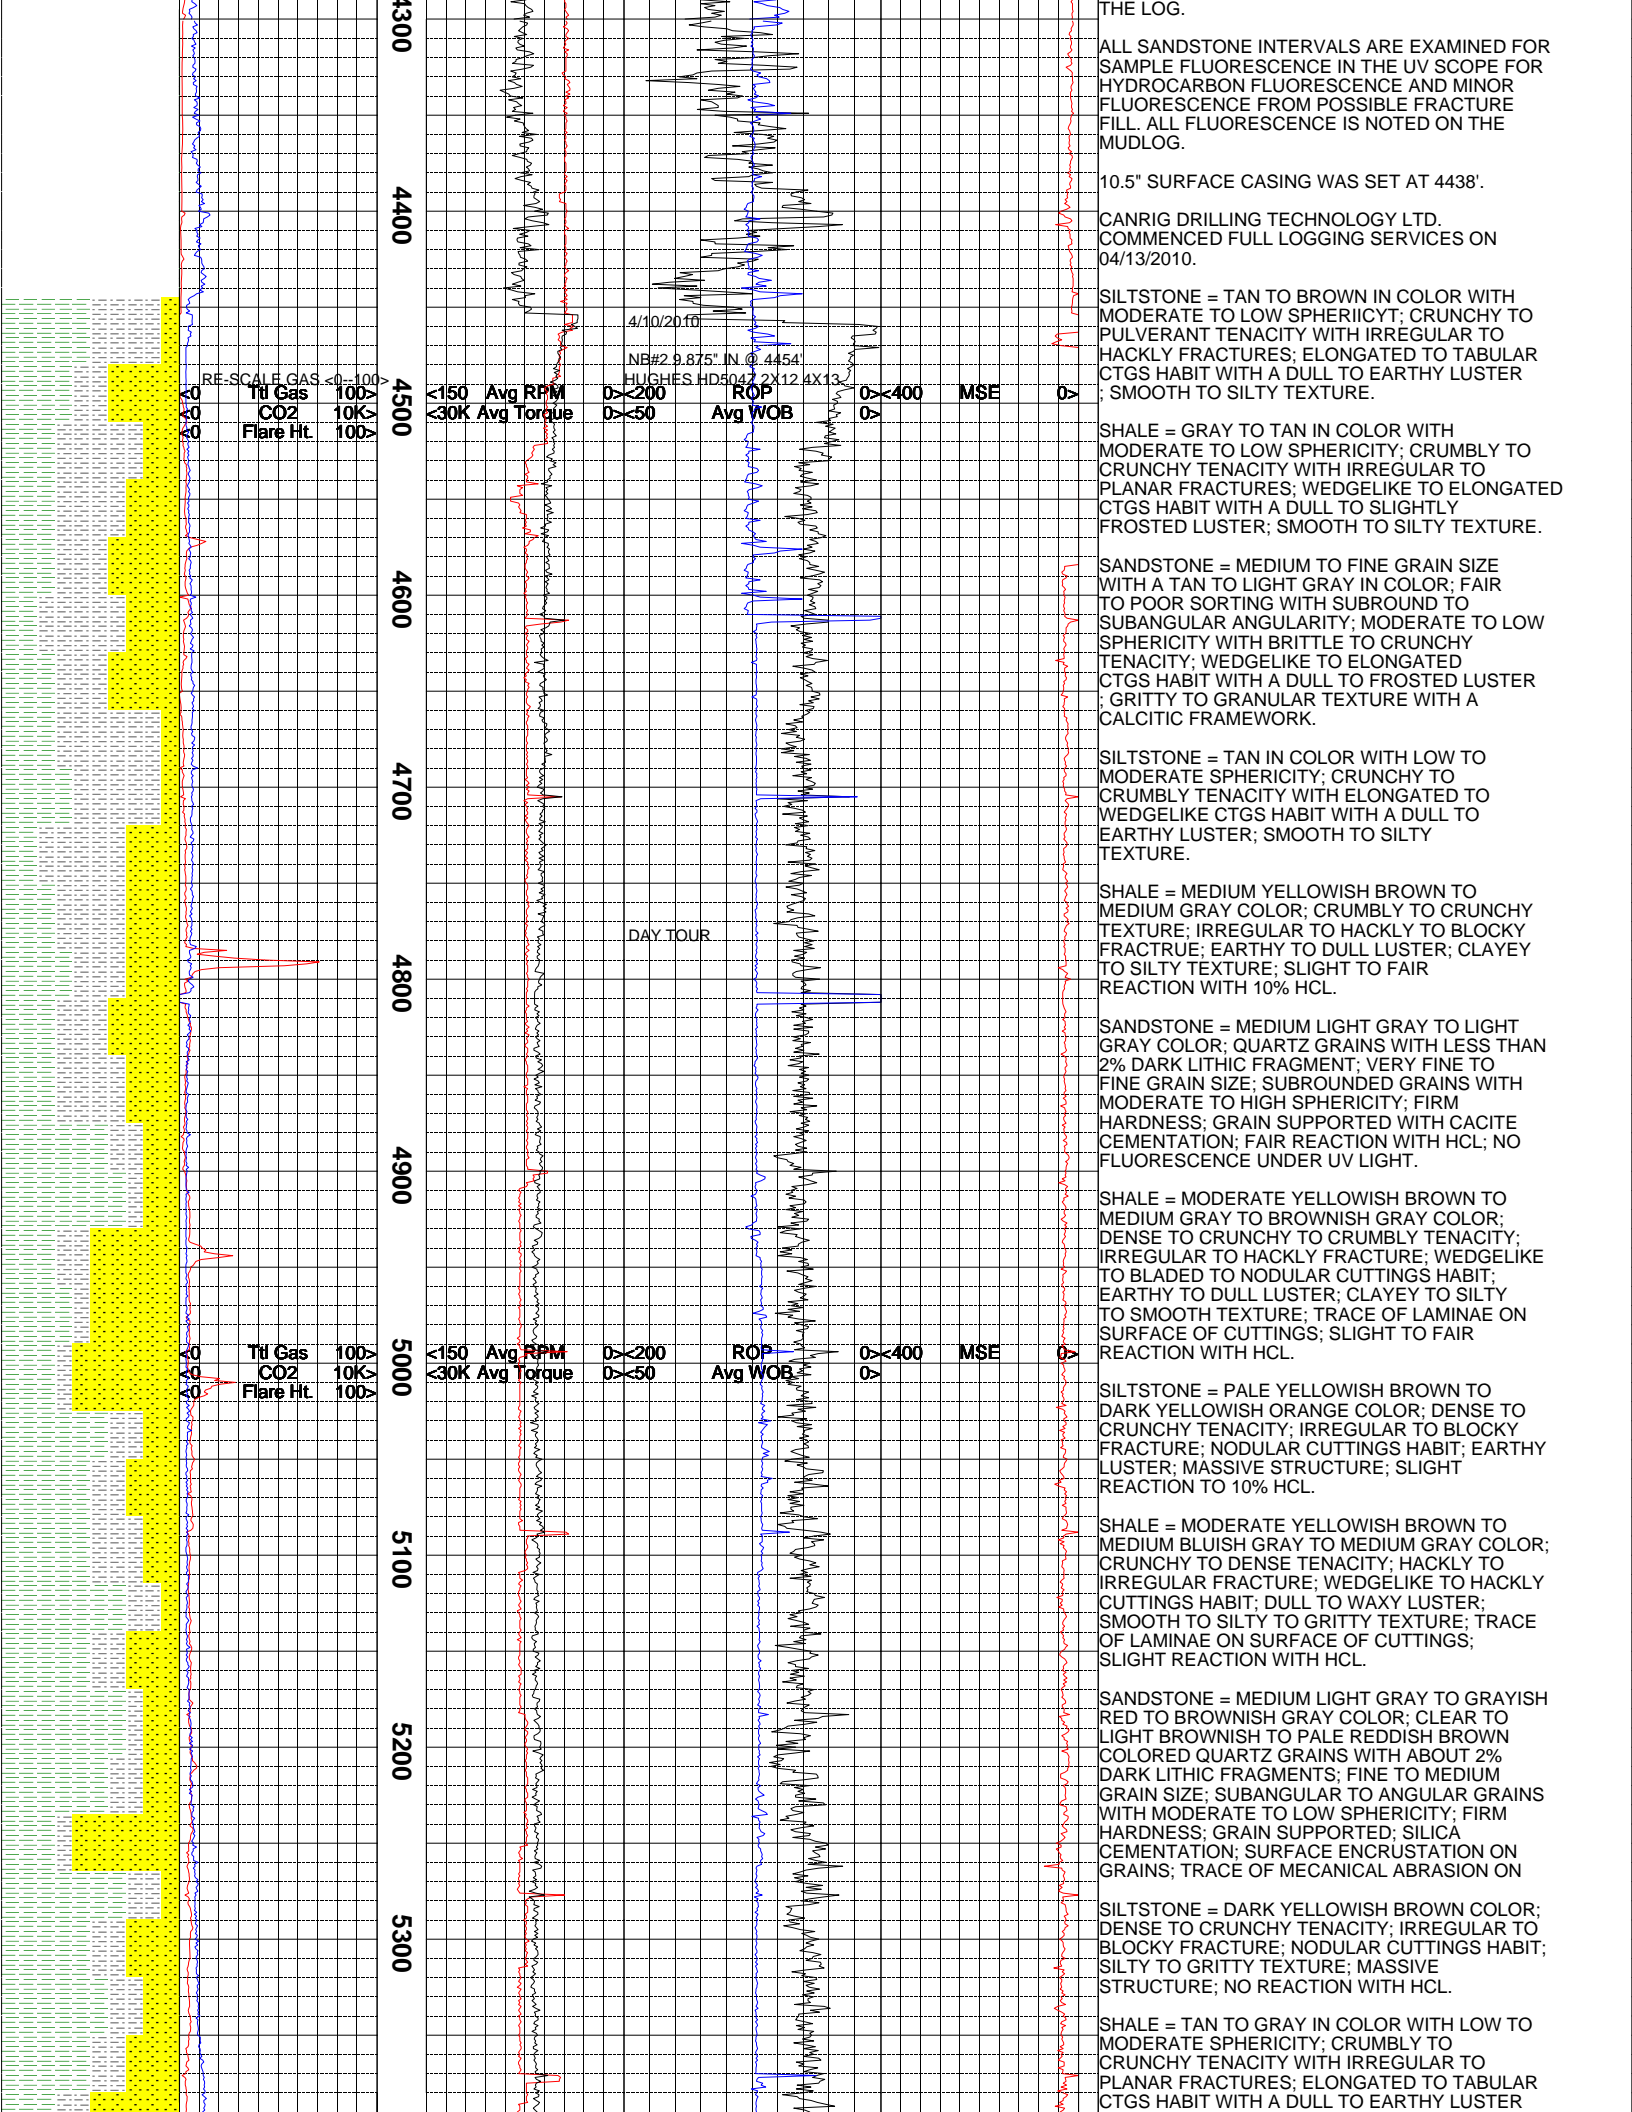 4300
4400
4/10/2010
NB#2 9.875" IN @ 4454'
RE-SCALE GAS <0--100>
HUGHES HD504Z 2X12 4X13
<0 Ttl Gas 100> <150 Avg RPM 0><200 ROP 0><400 MSE 0>
<0 CO2 10K> <30K Avg Torque 0><50 Avg WOB 0>
<0 Flare Ht. 100>
4500
4600
4700
DAY TOUR
4800
4900
<0 Ttl Gas 100> <150 Avg RPM 0><200 ROP 0><400 MSE 0>
<0 CO2 10K> <30K Avg Torque 0><50 Avg WOB 0>
<0 Flare Ht. 100>
5000
5100
5200
5300
THE LOG.
ALL SANDSTONE INTERVALS ARE EXAMINED FOR
SAMPLE FLUORESCENCE IN THE UV SCOPE FOR
HYDROCARBON FLUORESCENCE AND MINOR
FLUORESCENCE FROM POSSIBLE FRACTURE
FILL. ALL FLUORESCENCE IS NOTED ON THE
MUDLOG.
10.5" SURFACE CASING WAS SET AT 4438'.
CANRIG DRILLING TECHNOLOGY LTD.
COMMENCED FULL LOGGING SERVICES ON
04/13/2010.
SILTSTONE = TAN TO BROWN IN COLOR WITH
MODERATE TO LOW SPHERIICYT; CRUNCHY TO
PULVERANT TENACITY WITH IRREGULAR TO
HACKLY FRACTURES; ELONGATED TO TABULAR
CTGS HABIT WITH A DULL TO EARTHY LUSTER
; SMOOTH TO SILTY TEXTURE.
SHALE = GRAY TO TAN IN COLOR WITH
MODERATE TO LOW SPHERICITY; CRUMBLY TO
CRUNCHY TENACITY WITH IRREGULAR TO
PLANAR FRACTURES; WEDGELIKE TO ELONGATED
CTGS HABIT WITH A DULL TO SLIGHTLY
FROSTED LUSTER; SMOOTH TO SILTY TEXTURE.
SANDSTONE = MEDIUM TO FINE GRAIN SIZE
WITH A TAN TO LIGHT GRAY IN COLOR; FAIR
TO POOR SORTING WITH SUBROUND TO
SUBANGULAR ANGULARITY; MODERATE TO LOW
SPHERICITY WITH BRITTLE TO CRUNCHY
TENACITY; WEDGELIKE TO ELONGATED
CTGS HABIT WITH A DULL TO FROSTED LUSTER
; GRITTY TO GRANULAR TEXTURE WITH A
CALCITIC FRAMEWORK.
SILTSTONE = TAN IN COLOR WITH LOW TO
MODERATE SPHERICITY; CRUNCHY TO
CRUMBLY TENACITY WITH ELONGATED TO
WEDGELIKE CTGS HABIT WITH A DULL TO
EARTHY LUSTER; SMOOTH TO SILTY
TEXTURE.
SHALE = MEDIUM YELLOWISH BROWN TO
MEDIUM GRAY COLOR; CRUMBLY TO CRUNCHY
TEXTURE; IRREGULAR TO HACKLY TO BLOCKY
FRACTRUE; EARTHY TO DULL LUSTER; CLAYEY
TO SILTY TEXTURE; SLIGHT TO FAIR
REACTION WITH 10% HCL.
SANDSTONE = MEDIUM LIGHT GRAY TO LIGHT
GRAY COLOR; QUARTZ GRAINS WITH LESS THAN
2% DARK LITHIC FRAGMENT; VERY FINE TO
FINE GRAIN SIZE; SUBROUNDED GRAINS WITH
MODERATE TO HIGH SPHERICITY; FIRM
HARDNESS; GRAIN SUPPORTED WITH CACITE
CEMENTATION; FAIR REACTION WITH HCL; NO
FLUORESCENCE UNDER UV LIGHT.
SHALE = MODERATE YELLOWISH BROWN TO
MEDIUM GRAY TO BROWNISH GRAY COLOR;
DENSE TO CRUNCHY TO CRUMBLY TENACITY;
IRREGULAR TO HACKLY FRACTURE; WEDGELIKE
TO BLADED TO NODULAR CUTTINGS HABIT;
EARTHY TO DULL LUSTER; CLAYEY TO SILTY
TO SMOOTH TEXTURE; TRACE OF LAMINAE ON
SURFACE OF CUTTINGS; SLIGHT TO FAIR
REACTION WITH HCL.
SILTSTONE = PALE YELLOWISH BROWN TO
DARK YELLOWISH ORANGE COLOR; DENSE TO
CRUNCHY TENACITY; IRREGULAR TO BLOCKY
FRACTURE; NODULAR CUTTINGS HABIT; EARTHY
LUSTER; MASSIVE STRUCTURE; SLIGHT
REACTION TO 10% HCL.
SHALE = MODERATE YELLOWISH BROWN TO
MEDIUM BLUISH GRAY TO MEDIUM GRAY COLOR;
CRUNCHY TO DENSE TENACITY; HACKLY TO
IRREGULAR FRACTURE; WEDGELIKE TO HACKLY
CUTTINGS HABIT; DULL TO WAXY LUSTER;
SMOOTH TO SILTY TO GRITTY TEXTURE; TRACE
OF LAMINAE ON SURFACE OF CUTTINGS;
SLIGHT REACTION WITH HCL.
SANDSTONE = MEDIUM LIGHT GRAY TO GRAYISH
RED TO BROWNISH GRAY COLOR; CLEAR TO
LIGHT BROWNISH TO PALE REDDISH BROWN
COLORED QUARTZ GRAINS WITH ABOUT 2%
DARK LITHIC FRAGMENTS; FINE TO MEDIUM
GRAIN SIZE; SUBANGULAR TO ANGULAR GRAINS
WITH MODERATE TO LOW SPHERICITY; FIRM
HARDNESS; GRAIN SUPPORTED; SILICA
CEMENTATION; SURFACE ENCRUSTATION ON
GRAINS; TRACE OF MECANICAL ABRASION ON
SILTSTONE = DARK YELLOWISH BROWN COLOR;
DENSE TO CRUNCHY TENACITY; IRREGULAR TO
BLOCKY FRACTURE; NODULAR CUTTINGS HABIT;
SILTY TO GRITTY TEXTURE; MASSIVE
STRUCTURE; NO REACTION WITH HCL.
SHALE = TAN TO GRAY IN COLOR WITH LOW TO
MODERATE SPHERICITY; CRUMBLY TO
CRUNCHY TENACITY WITH IRREGULAR TO
PLANAR FRACTURES; ELONGATED TO TABULAR
CTGS HABIT WITH A DULL TO EARTHY LUSTER